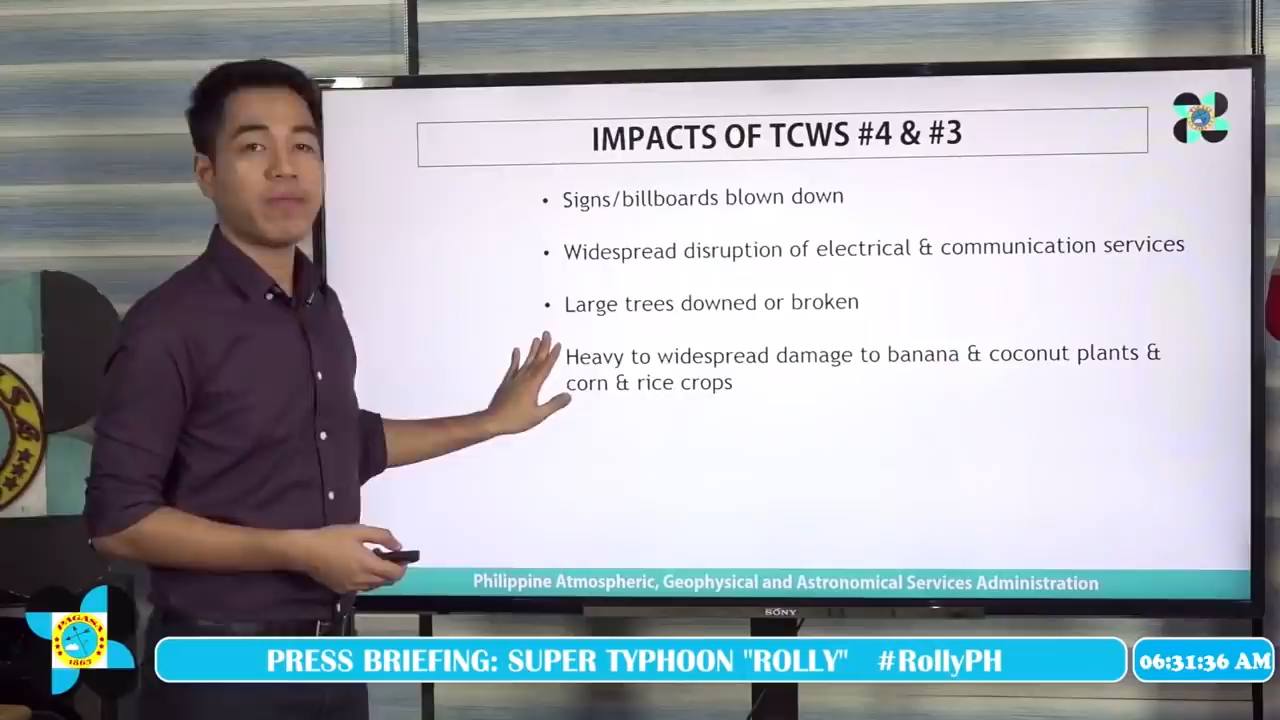 IMPACTS OF TCWS #4 & #3
• Signs/billboards blown down
• Widespread disruption of electrical & communication services
• Large trees downed or broken
Heavy to widespread damage to banana & coconut plants &
corn & rice crops
Philippine Atmospheric, Geophysical and Astronomical Services Administration
SONY
PAGASA
1865
PRESS BRIEFING: SUPER TYPHOON "ROLLY" #RollyPH
06:31:36 AM